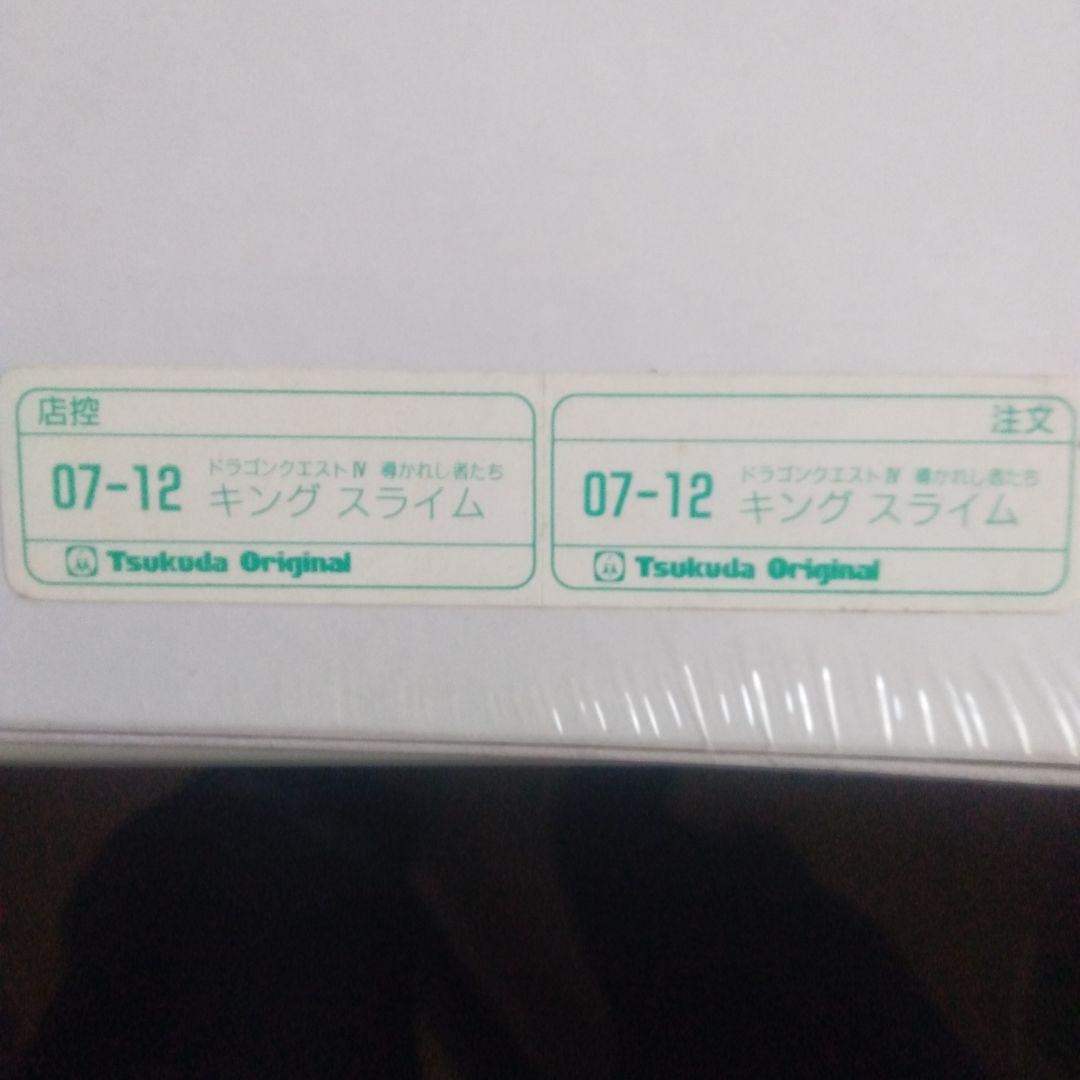 店控
07-12 ドラゴンクエストⅣ 導かれし者たち
キング スライム
Tsukuda Original
注文
07-12 ドラゴンクエストⅣ 導かれし者たち
キング スライム
Tsukuda Original